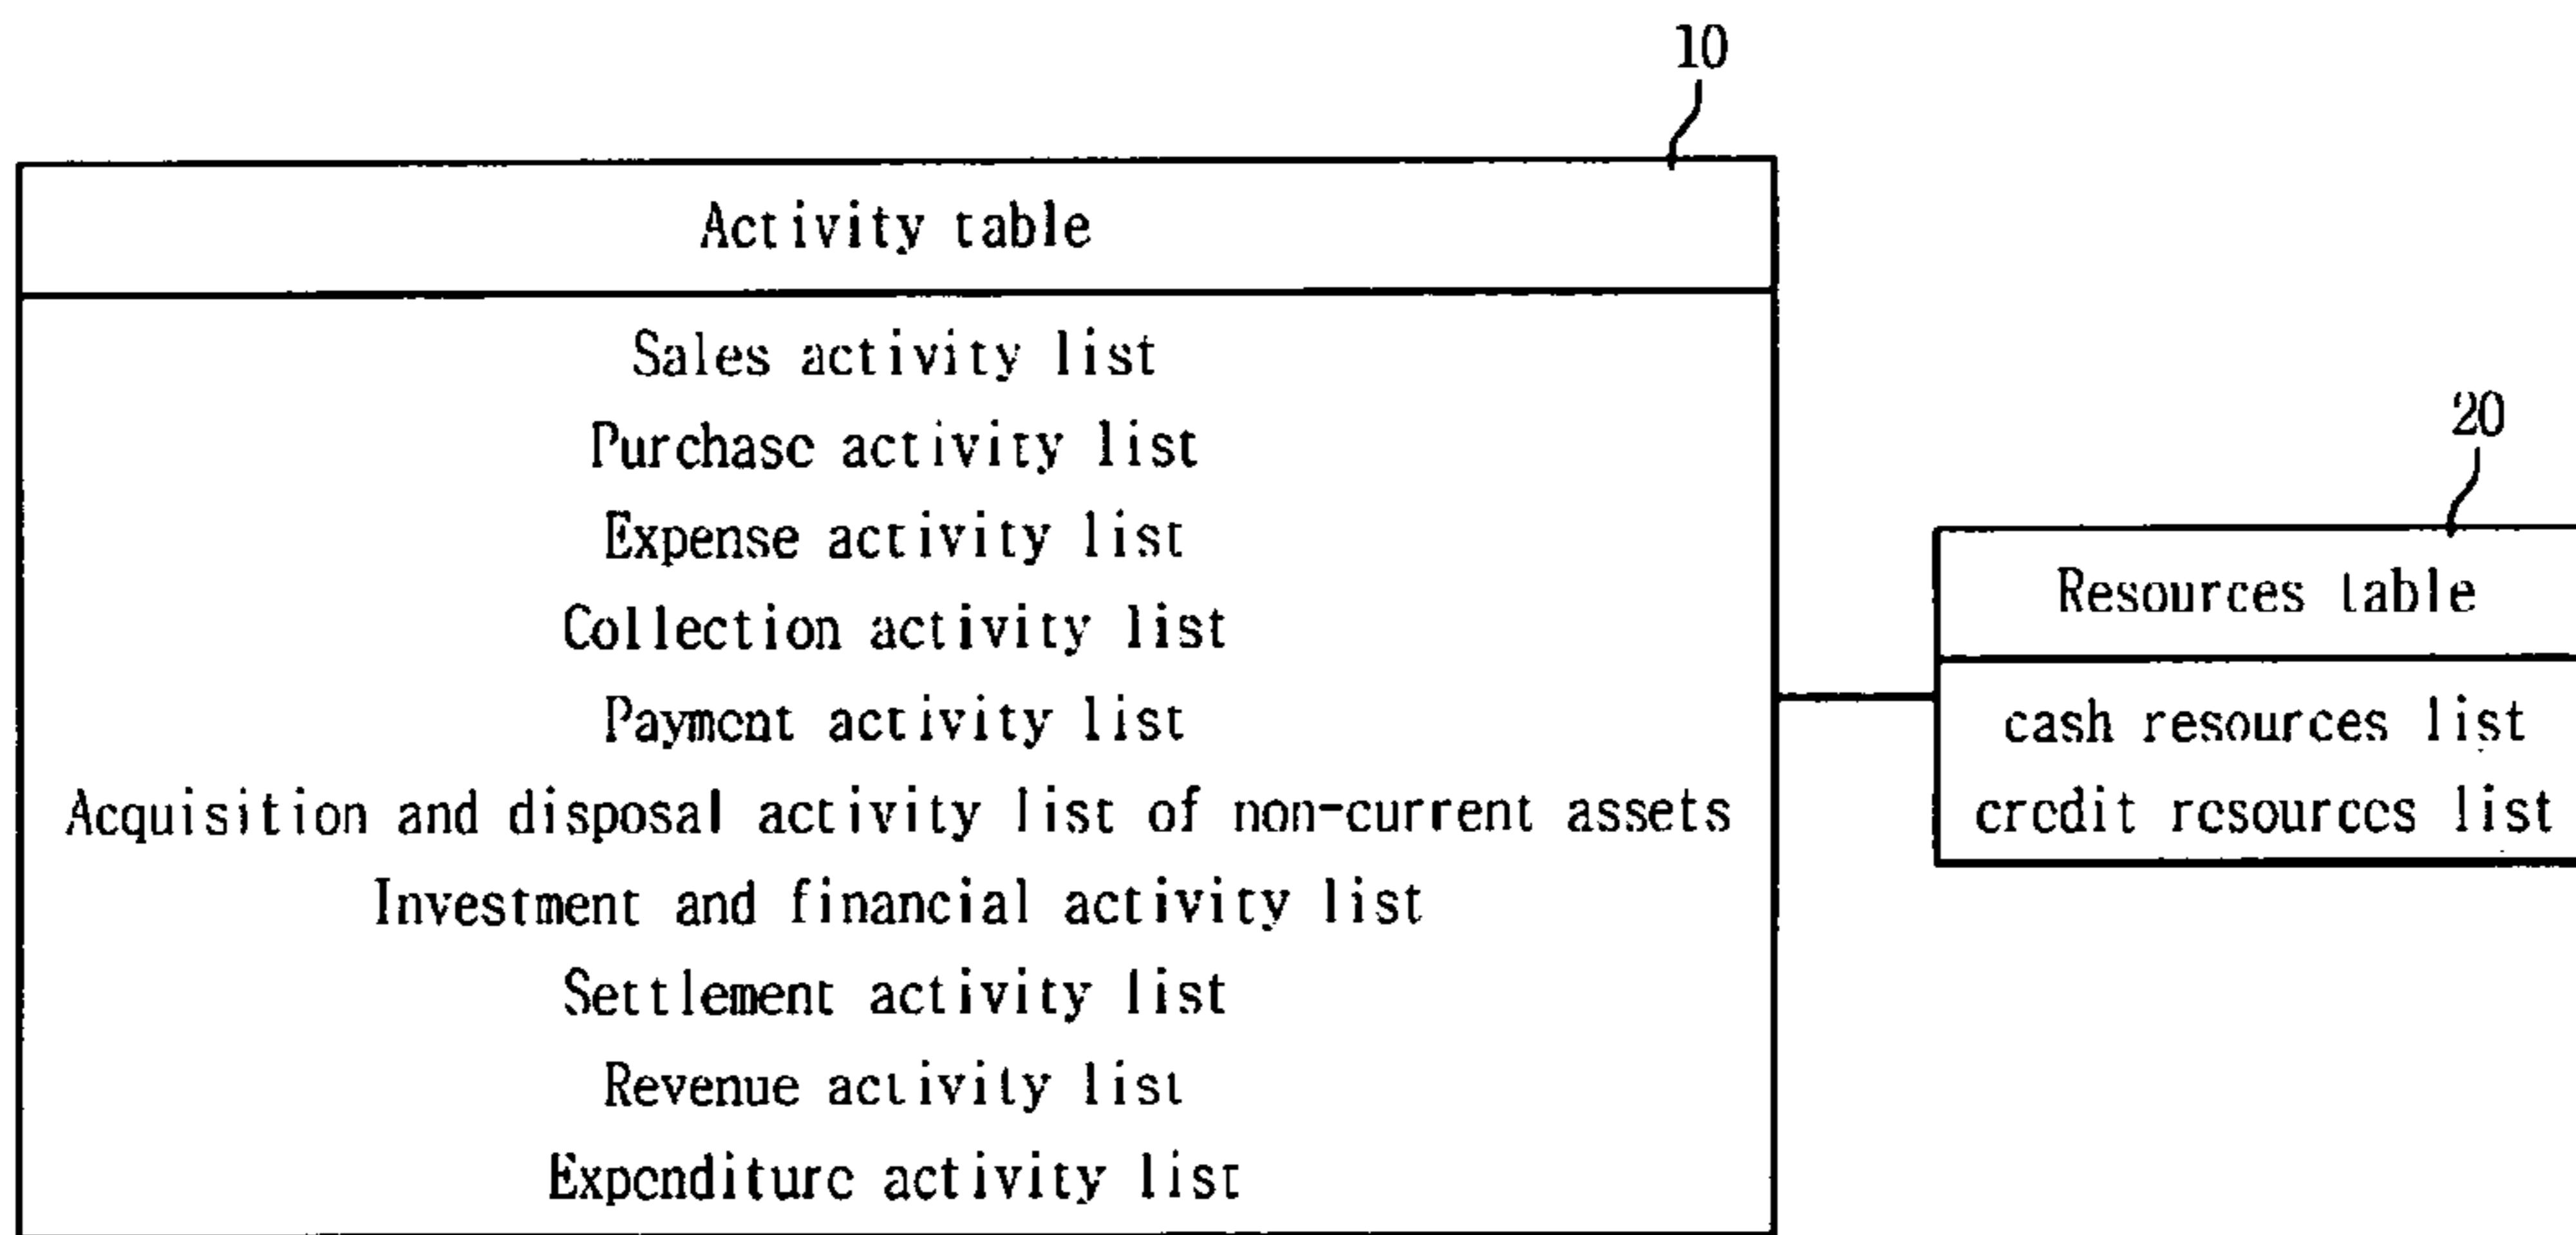 10
Activity table
Sales activity list
Purchase activity list
Expense activity list
Collection activity list
Payment activity list
Acquisition and disposal activity list of non-current assets
Investment and financial activity list
Settlement activity list
Revenue activity list
Expenditure activity list
20
Resources table
cash resources list
credit resources list